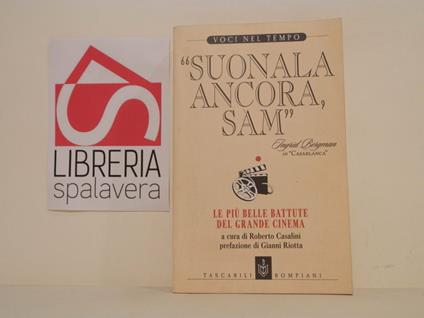 LIBRERIA
spalavera
VOCI NEL TEMPO
"SUONALA
ANCORA,
SAM"
Ingrid Bergman
IN "CASABLANCA"
LE PIÙ BELLE BATTUTE
DEL GRANDE CINEMA
a cura di Roberto Casalini
prefazione di Gianni Riotta
TASCABILI BOMPIANI